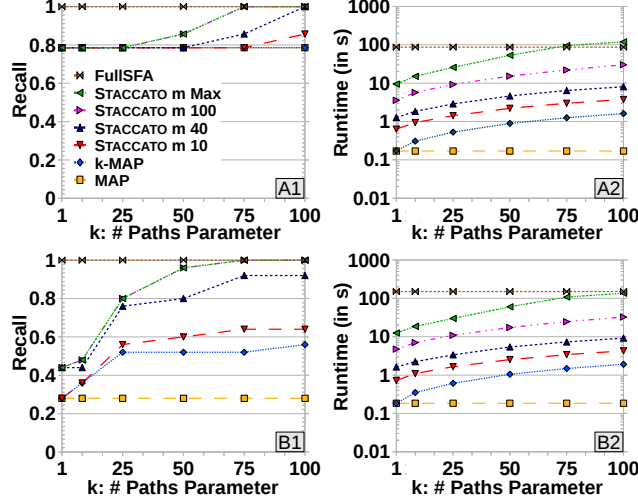 1
0.8
0.6
0.4
0.2
0
Recall
FullSFA
STACCATO m Max
STACCATO m 100
STACCATO m 40
STACCATO m 10
k-MAP
MAP
A1
1 25 50 75 100
k: # Paths Parameter
1000
100
10
1
0.1
0.01
Runtime (in s)
A2
1 25 50 75 100
k: # Paths Parameter
1
0.8
0.6
0.4
0.2
0
Recall
B1
1 25 50 75 100
k: # Paths Parameter
1000
100
10
1
0.1
0.01
Runtime (in s)
B2
1 25 50 75 100
k: # Paths Parameter